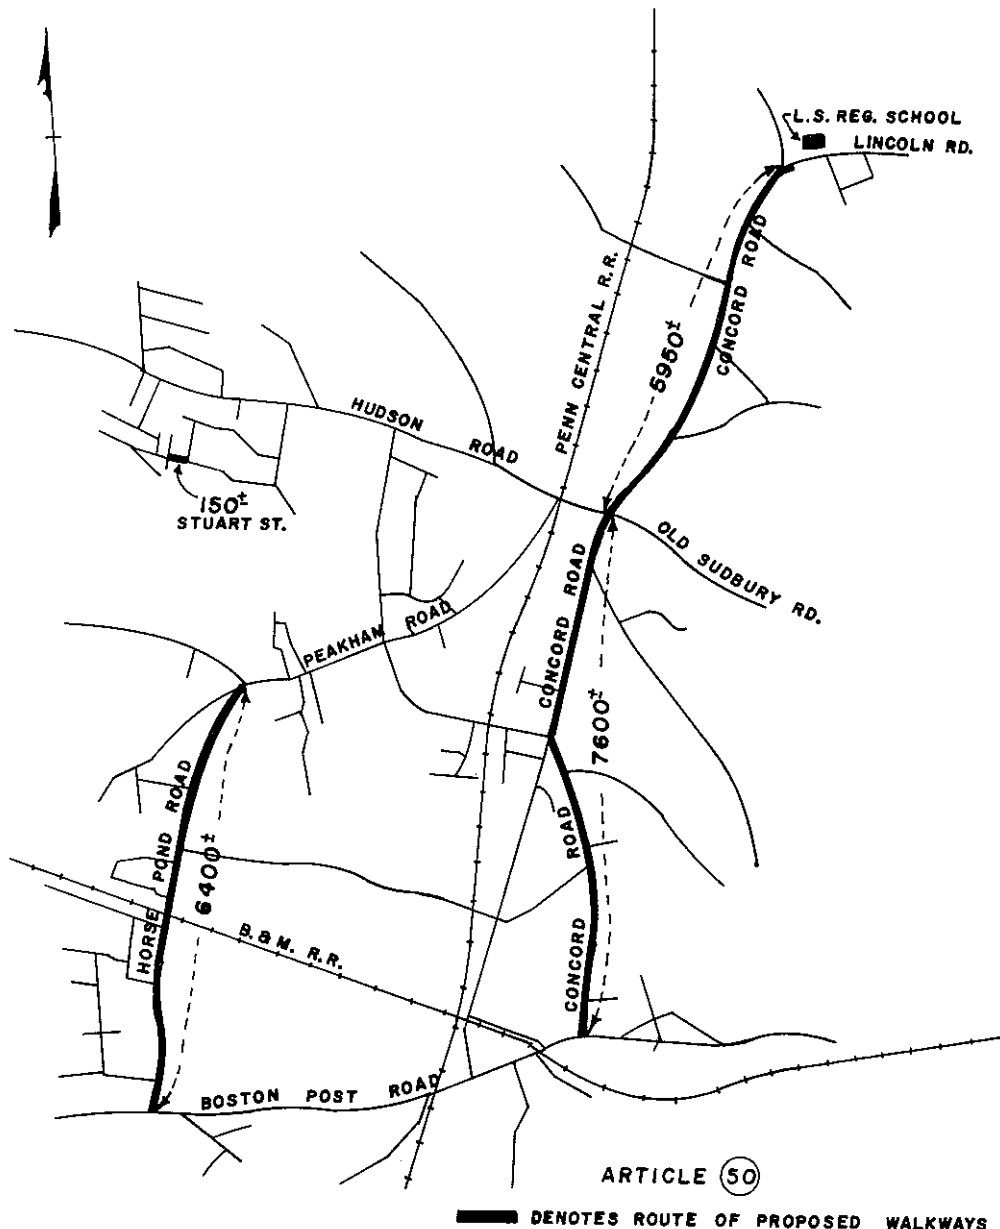 L.S. REG. SCHOOL
LINCOLN RD.
CONCORD ROAD
PENN CENTRAL R.R.
5950±
HUDSON ROAD
150±
STUART ST.
OLD SUDBURY RD.
CONCORD ROAD
PEAKHAM ROAD
7600±
HORSE POND ROAD
6400±
CONCORD ROAD
B.&M. R.R.
BOSTON POST ROAD
ARTICLE 50
DENOTES ROUTE OF PROPOSED WALKWAYS